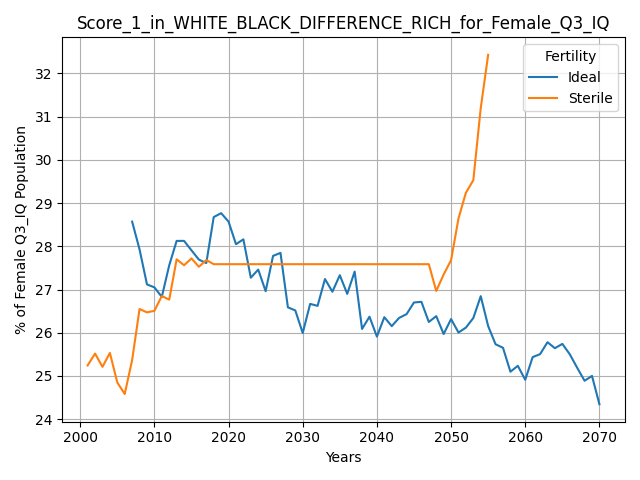 Score_1_in_WHITE_BLACK_DIFFERENCE_RICH_for_Female_Q3_IQ
Fertility
Ideal
Sterile
% of Female Q3_IQ Population
32
31
30
29
28
27
26
25
24
2000
2010
2020
2030
2040
2050
2060
2070
Years